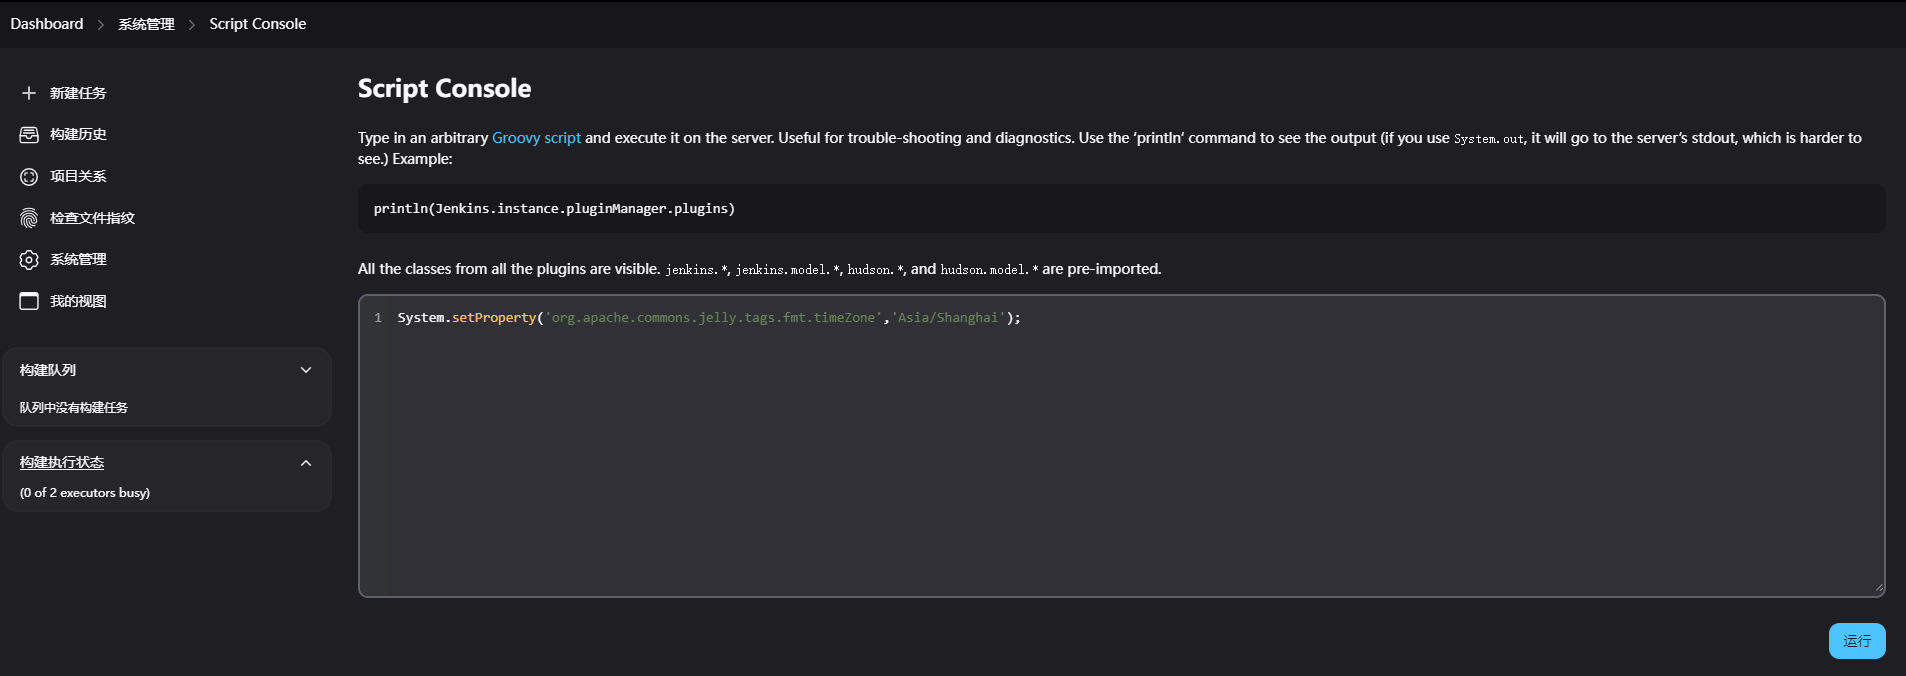 Dashboard > 系统管理 > Script Console
新建任务
构建历史
项目关系
检查文件指纹
系统管理
我的视图
构建队列
队列中没有构建任务
构建执行状态
(0 of 2 executors busy)
Script Console
Type in an arbitrary Groovy script and execute it on the server. Useful for trouble-shooting and diagnostics. Use the ‘println’ command to see the output (if you use System.out, it will go to the server’s stdout, which is harder to
see.) Example:
println(Jenkins.instance.pluginManager.plugins)
All the classes from all the plugins are visible. jenkins.*, jenkins.model.*, hudson.*, and hudson.model.* are pre-imported.
1 System.setProperty('org.apache.commons.jelly.tags.fmt.timeZone','Asia/Shanghai');
运行